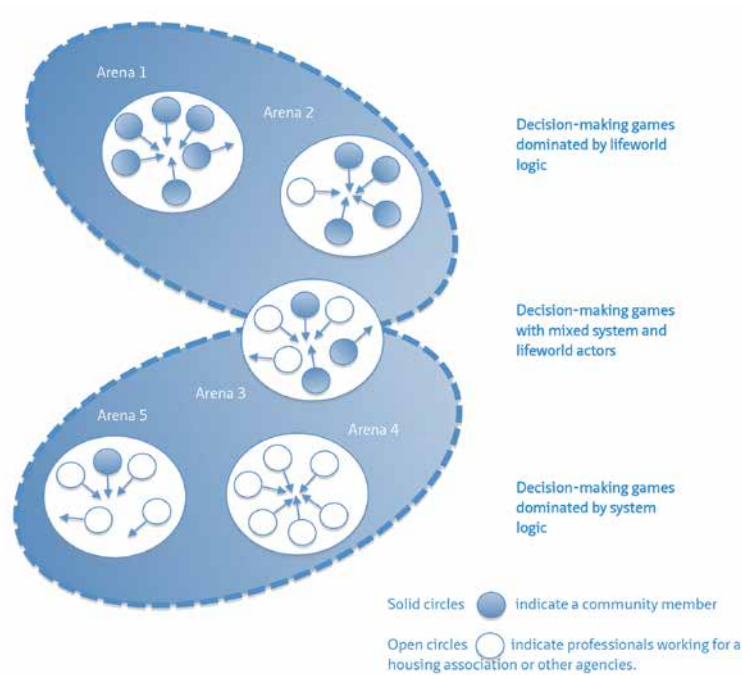 Arena 1
Arena 2
Decision-making games
dominated by lifeworld
logic
Decision-making games
with mixed system and
lifeworld actors
Arena 3
Arena 5
Arena 4
Decision-making games
dominated by system
logic
Solid circles indicate a community member
Open circles indicate professionals working for a
housing association or other agencies.